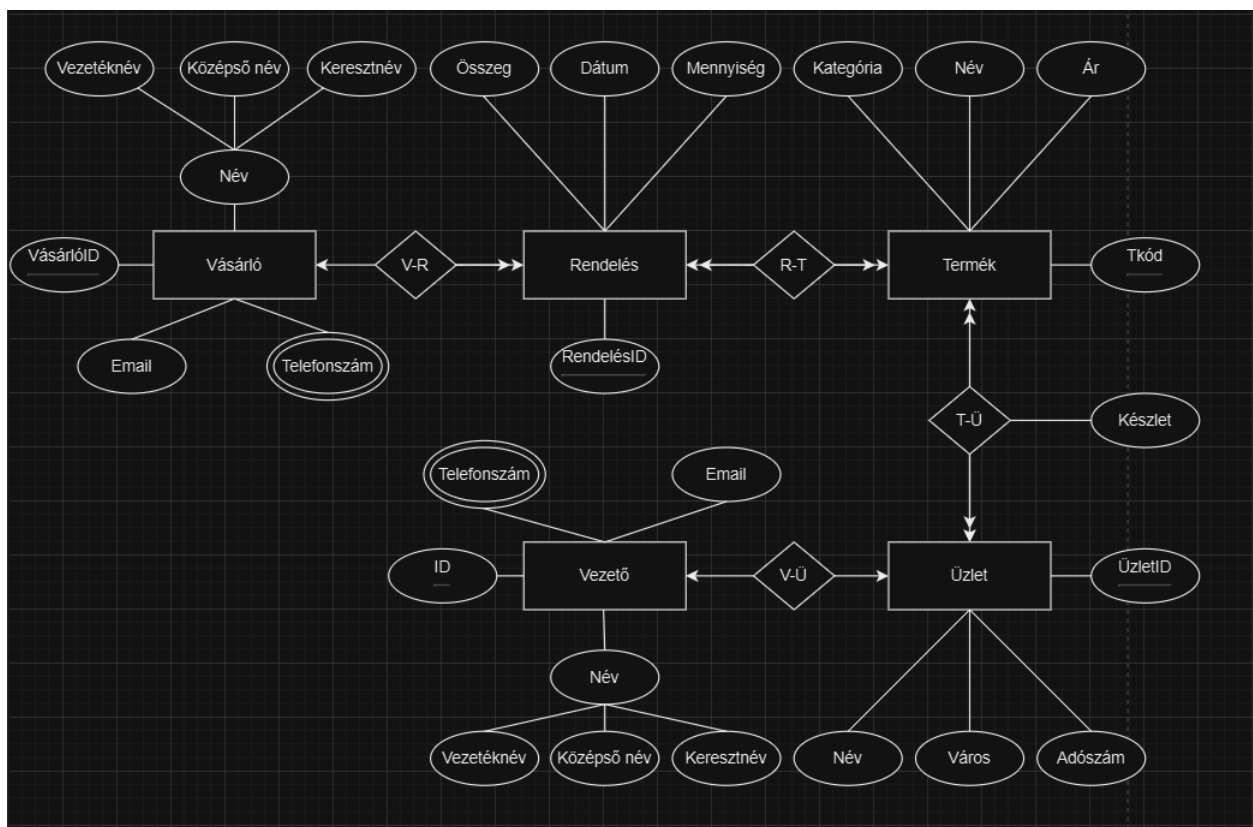 Vezetéknév
Középső név
Keresztnév
Összeg
Dátum
Mennyiség
Kategória
Név
Ár
Név
VásárlóID
Vásárló
V-R
Rendelés
R-T
Termék
Tkód
Email
Telefonszám
RendelésID
T-Ü
Készlet
Telefonszám
Email
ID
Vezető
V-Ü
Üzlet
ÜzletID
Név
Vezetéknév
Középső név
Keresztnév
Név
Város
Adószám